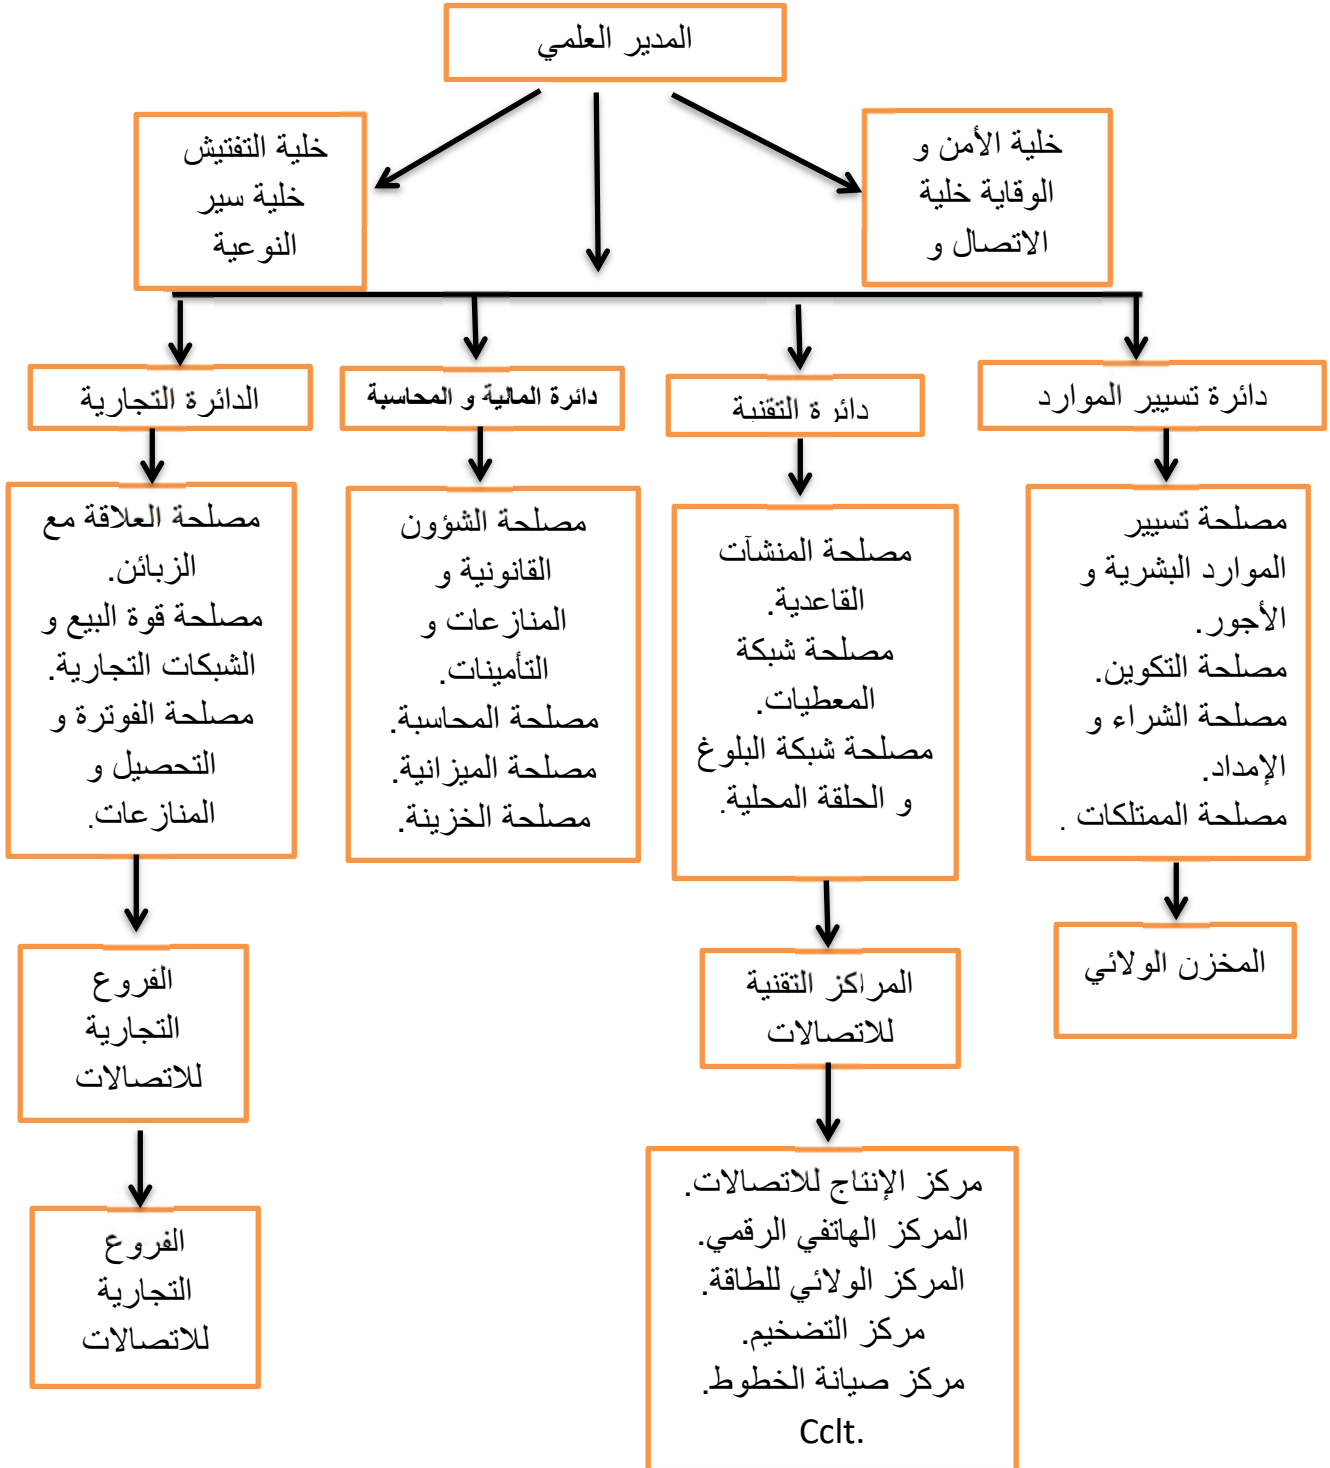 المدير العلمي
خلية الأمن و
الوقاية خلية
الاتصال و
خلية التفتيش
خلية سير
النوعية
دائرة تسيير الموارد
دائرة التقنية
دائرة المالية و المحاسبة
الدائرة التجارية
مصلحة تسيير
الموارد البشرية و
الأجور.
مصلحة التكوين.
مصلحة الشراء و
الإمداد.
مصلحة الممتلكات .
مصلحة المنشآت
القاعدية.
مصلحة شبكة
المعطيات.
مصلحة شبكة البلوغ
و الحلقة المحلية.
مصلحة الشؤون
القانونية و
المنازعات و
التأمينات.
مصلحة المحاسبة.
مصلحة الميزانية.
مصلحة الخزينة.
مصلحة العلاقة مع
الزبائن.
مصلحة قوة البيع و
الشبكات التجارية.
مصلحة الفوترة و
التحصيل و
المنازعات.
المخزن الولائي
المراكز التقنية
للاتصالات
الفروع
التجارية
للاتصالات
مركز الإنتاج للاتصالات.
المركز الهاتفي الرقمي.
المركز الولائي للطاقة.
مركز التضخيم.
مركز صيانة الخطوط.
Cclt.
الفروع
التجارية
للاتصالات